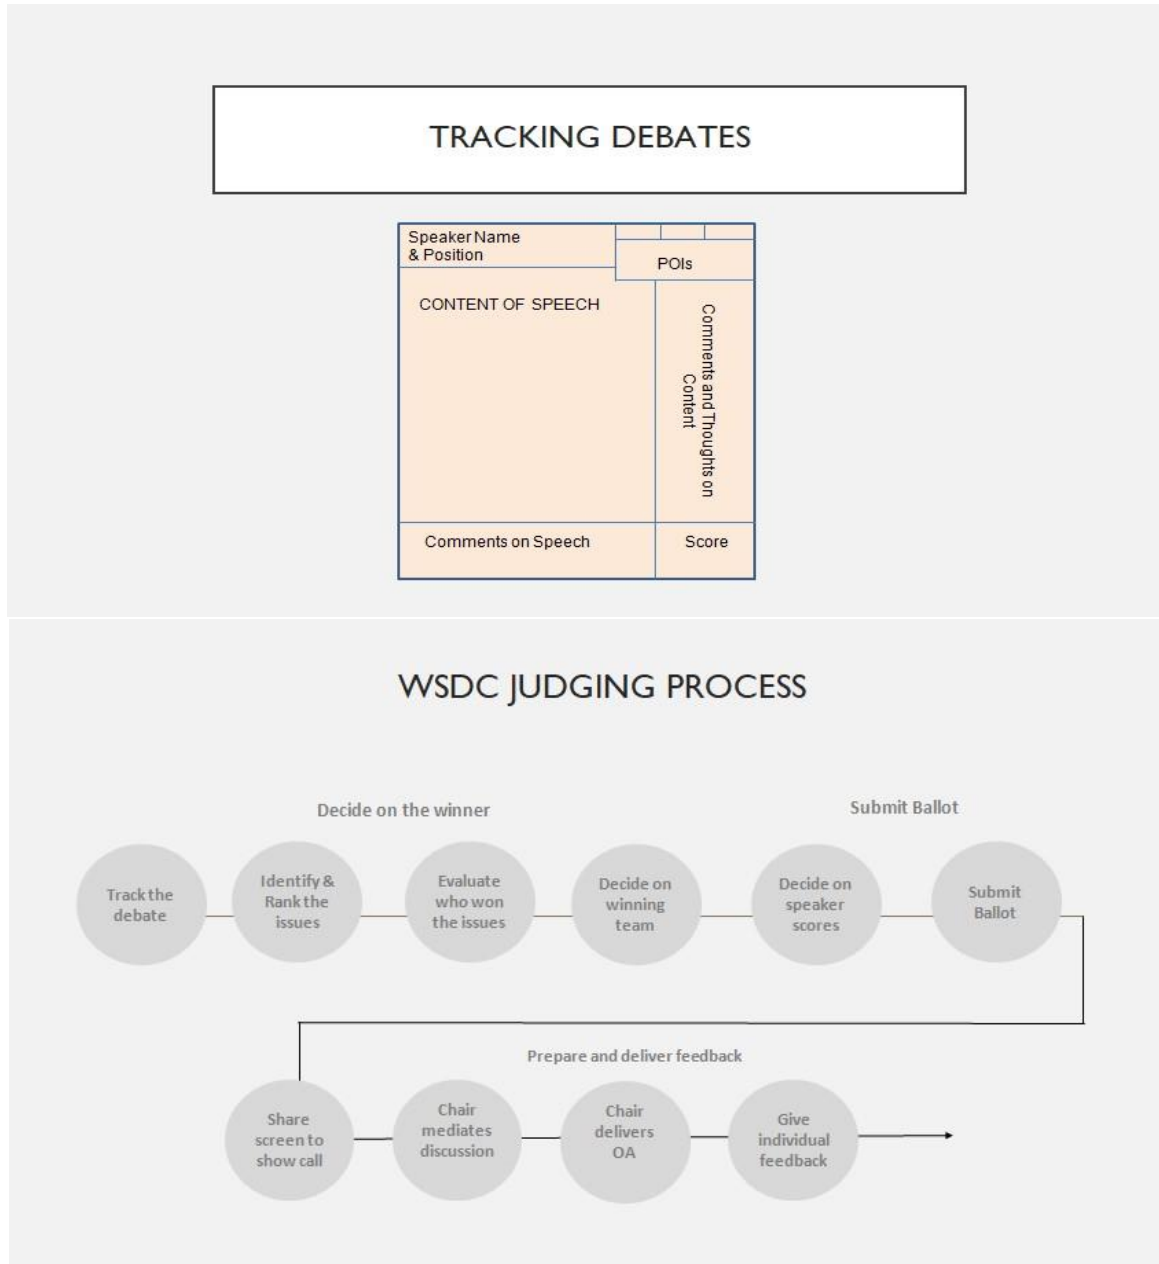 TRACKING DEBATES
Speaker Name
& Position
POIs
CONTENT OF SPEECH
Comments and Thoughts on
Content
Comments on Speech
Score
WSDC JUDGING PROCESS
Decide on the winner
Submit Ballot
Track the
debate
Identify &
Rank the
issues
Evaluate
who won
the issues
Decide on
winning
team
Decide on
speaker
scores
Submit
Ballot
Prepare and deliver feedback
Share
screen to
show call
Chair
mediates
discussion
Chair
delivers
OA
Give
individual
feedback